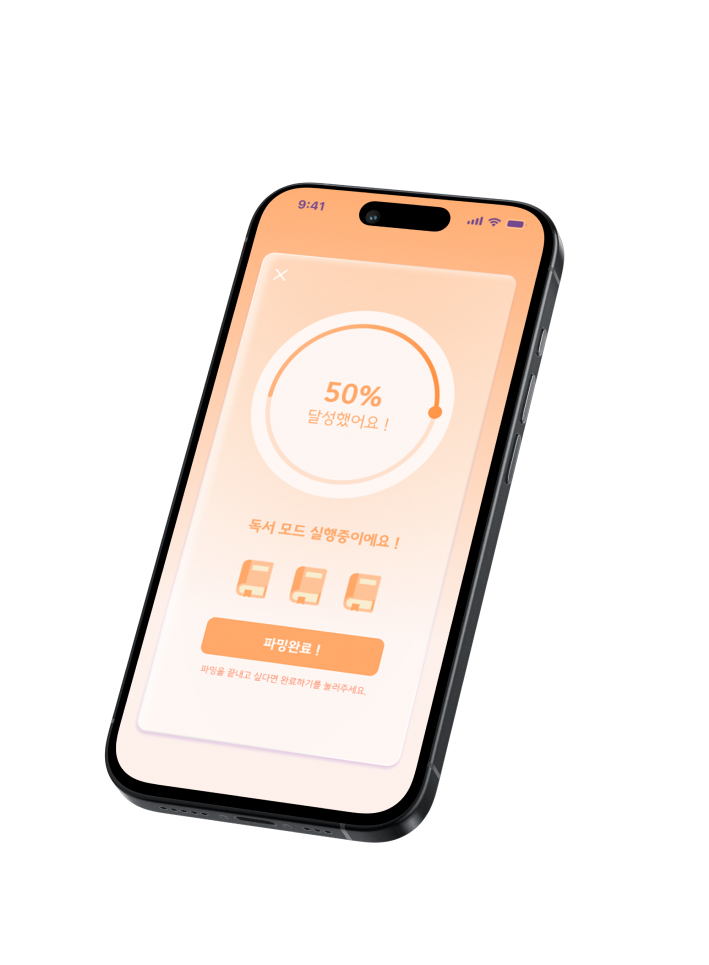 9:41
50%
달성했어요 !
독서 모드 실행중이에요 !
파밍완료 !
파밍을 끝내고 싶다면 완료하기를 눌러주세요.